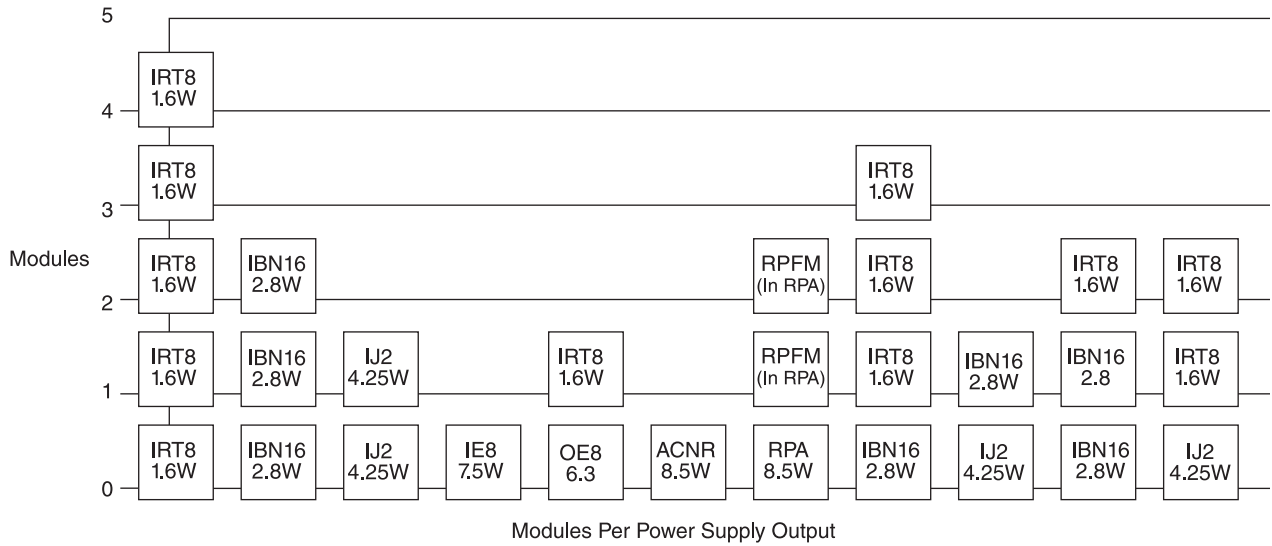 5
IRT8
1.6W
4
IRT8
1.6W
IRT8
1.6W
3
Modules
IRT8
1.6W
IBN16
2.8W
RPFM
(In RPA)
IRT8
1.6W
IRT8
1.6W
IRT8
1.6W
2
IRT8
1.6W
IBN16
2.8W
IJ2
4.25W
IRT8
1.6W
RPFM
(In RPA)
IRT8
1.6W
IBN16
2.8W
IBN16
2.8
IRT8
1.6W
1
IRT8
1.6W
IBN16
2.8W
IJ2
4.25W
IE8
7.5W
OE8
6.3
ACNR
8.5W
RPA
8.5W
IBN16
2.8W
IJ2
4.25W
IBN16
2.8W
IJ2
4.25W
0
Modules Per Power Supply Output